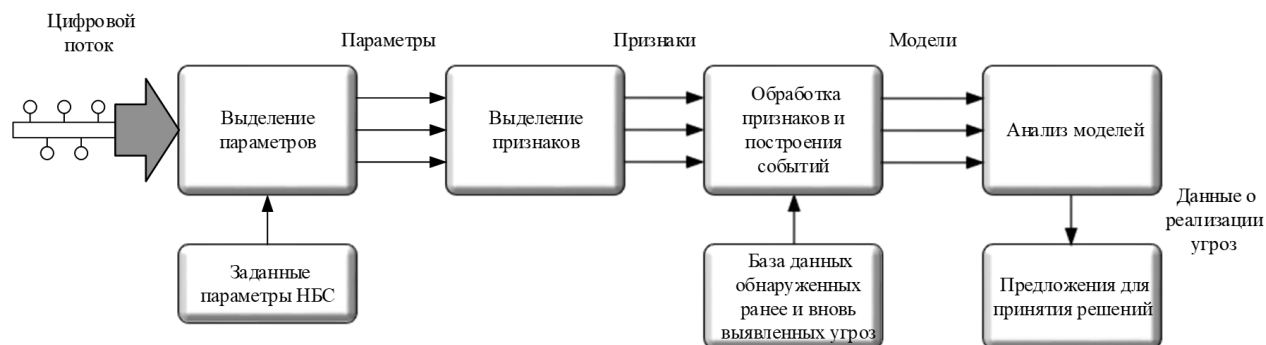 Цифровой
поток
Параметры
Признаки
Модели
Выделение
параметров
Выделение
признаков
Обработка
признаков и
построения
событий
Анализ моделей
Данные о
реализации
угроз
Заданные
параметры НБС
База данных
обнаруженных
ранее и вновь
выявленных угроз
Предложения для
принятия решений